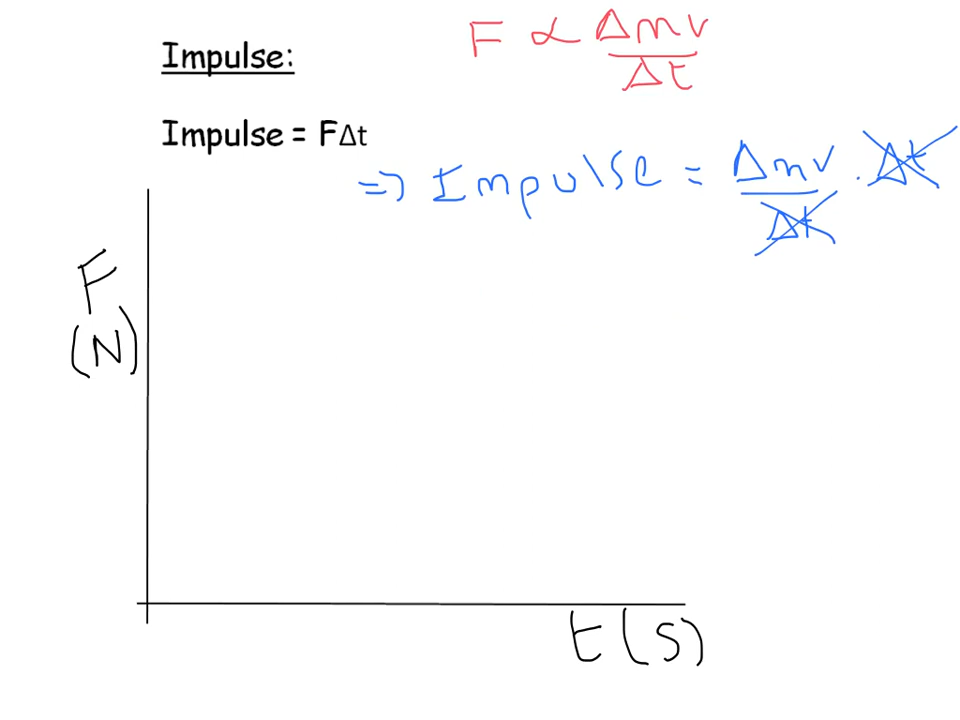 F ∝ Δmv/Δt
Impulse:
Impulse = FΔt
=> Impulse = Δmv/Δt . Δt
F
(N)
t(s)